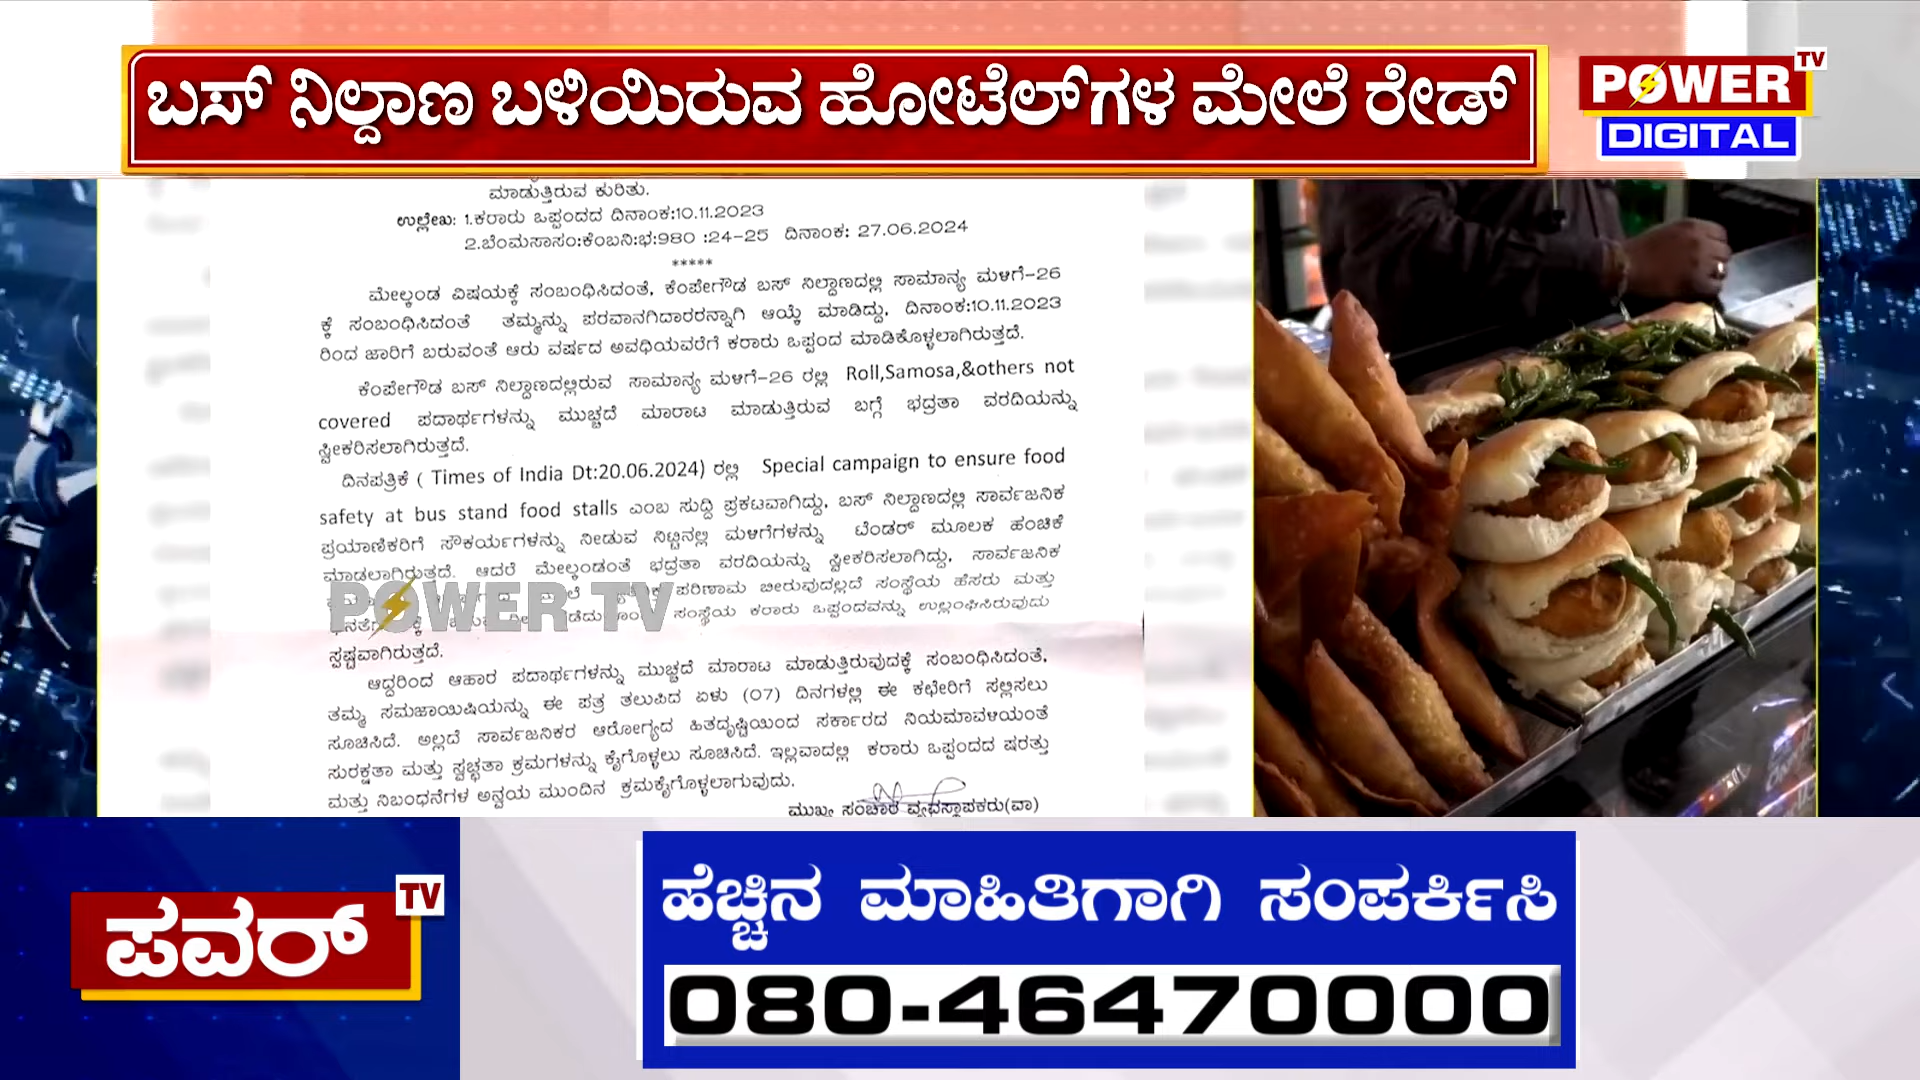 ಬಸ್ ನಿಲ್ದಾಣ ಬಳಿಯಿರುವ ಹೋಟೆಲ್‌ಗಳ ಮೇಲೆ ರೇಡ್
POWER TV
DIGITAL
ಮಾಡುತ್ತಿರುವ ಕುರಿತು.
ಉಲ್ಲೇಖ: 1.ಕರಾರು ಒಪ್ಪಂದದ ದಿನಾಂಕ:10.11.2023
2.ಬೆಂಮಸಾಸಂ:ಕೆಂಬನಿ:ಭ:980 :24-25 ದಿನಾಂಕ: 27.06.2024
*****
ಮೇಲ್ಕಂಡ ವಿಷಯಕ್ಕೆ ಸಂಬಂಧಿಸಿದಂತೆ, ಕೆಂಪೇಗೌಡ ಬಸ್ ನಿಲ್ದಾಣದಲ್ಲಿ ಸಾಮಾನ್ಯ ಮಳಿಗೆ-26
ಕ್ಕೆ ಸಂಬಂಧಿಸಿದಂತೆ ತಮ್ಮನ್ನು ಪರವಾನಗಿದಾರರನ್ನಾಗಿ ಆಯ್ಕೆ ಮಾಡಿದ್ದು, ದಿನಾಂಕ:10.11.2023
ರಿಂದ ಜಾರಿಗೆ ಬರುವಂತೆ ಆರು ವರ್ಷದ ಅವಧಿಯವರೆಗೆ ಕರಾರು ಒಪ್ಪಂದ ಮಾಡಿಕೊಳ್ಳಲಾಗಿರುತ್ತದೆ.
ಕೆಂಪೇಗೌಡ ಬಸ್ ನಿಲ್ದಾಣದಲ್ಲಿರುವ ಸಾಮಾನ್ಯ ಮಳಿಗೆ-26 ರಲ್ಲಿ Roll,Samosa,&others not
covered ಪದಾರ್ಥಗಳನ್ನು ಮುಚ್ಚದೆ ಮಾರಾಟ ಮಾಡುತ್ತಿರುವ ಬಗ್ಗೆ ಭದ್ರತಾ ವರದಿಯನ್ನು
ಸ್ವೀಕರಿಸಲಾಗಿರುತ್ತದೆ.
ದಿನಪತ್ರಿಕೆ ( Times of India Dt:20.06.2024) ರಲ್ಲಿ Special campaign to ensure food
safety at bus stand food stalls ಎಂಬ ಸುದ್ದಿ ಪ್ರಕಟವಾಗಿದ್ದು, ಬಸ್ ನಿಲ್ದಾಣದಲ್ಲಿ ಸಾರ್ವಜನಿಕ
ಪ್ರಯಾಣಿಕರಿಗೆ ಸೌಕರ್ಯಗಳನ್ನು ನೀಡುವ ನಿಟ್ಟಿನಲ್ಲಿ ಮಳಿಗೆಗಳನ್ನು ಟೆಂಡರ್ ಮೂಲಕ ಹಂಚಿಕೆ
ಮಾಡಲಾಗಿರುತ್ತದೆ. ಆದರೆ ಮೇಲ್ಕಂಡಂತೆ ಭದ್ರತಾ ವರದಿಯನ್ನು ಸ್ವೀಕರಿಸಲಾಗಿದ್ದು, ಸಾರ್ವಜನಿಕ
ಪರಿಣಾಮ ಬೀರುವುದಲ್ಲದೆ ಸಂಸ್ಥೆಯ ಹೆಸರು ಮತ್ತು
ಸಂಸ್ಥೆಯ ಕರಾರು ಒಪ್ಪಂದವನ್ನು ಉಲ್ಲಂಘಿಸಿರುವುದು
POWER TV
ಸ್ಪಷ್ಟವಾಗಿರುತ್ತದೆ.
ಆದ್ದರಿಂದ ಆಹಾರ ಪದಾರ್ಥಗಳನ್ನು ಮುಚ್ಚದೆ ಮಾರಾಟ ಮಾಡುತ್ತಿರುವುದಕ್ಕೆ ಸಂಬಂಧಿಸಿದಂತೆ,
ತಮ್ಮ ಸಮಜಾಯಿಷಿಯನ್ನು ಈ ಪತ್ರ ತಲುಪಿದ ಏಳು (07) ದಿನಗಳಲ್ಲಿ ಈ ಕಛೇರಿಗೆ ಸಲ್ಲಿಸಲು
ಸೂಚಿಸಿದೆ. ಅಲ್ಲದೆ ಸಾರ್ವಜನಿಕರ ಆರೋಗ್ಯದ ಹಿತದೃಷ್ಟಿಯಿಂದ ಸರ್ಕಾರದ ನಿಯಮಾವಳಿಯಂತೆ
ಸುರಕ್ಷತಾ ಮತ್ತು ಸ್ವಚ್ಛತಾ ಕ್ರಮಗಳನ್ನು ಕೈಗೊಳ್ಳಲು ಸೂಚಿಸಿದೆ. ಇಲ್ಲವಾದಲ್ಲಿ ಕರಾರು ಒಪ್ಪಂದದ ಷರತ್ತು
ಮತ್ತು ನಿಬಂಧನೆಗಳ ಅನ್ವಯ ಮುಂದಿನ ಕ್ರಮಕೈಗೊಳ್ಳಲಾಗುವುದು.
ಮುಖ್ಯ ಸಂಚಾರ ವ್ಯವಸ್ಥಾಪಕರು(ವಾ)
ಪವರ್ TV
ಹೆಚ್ಚಿನ ಮಾಹಿತಿಗಾಗಿ ಸಂಪರ್ಕಿಸಿ
080-46470000